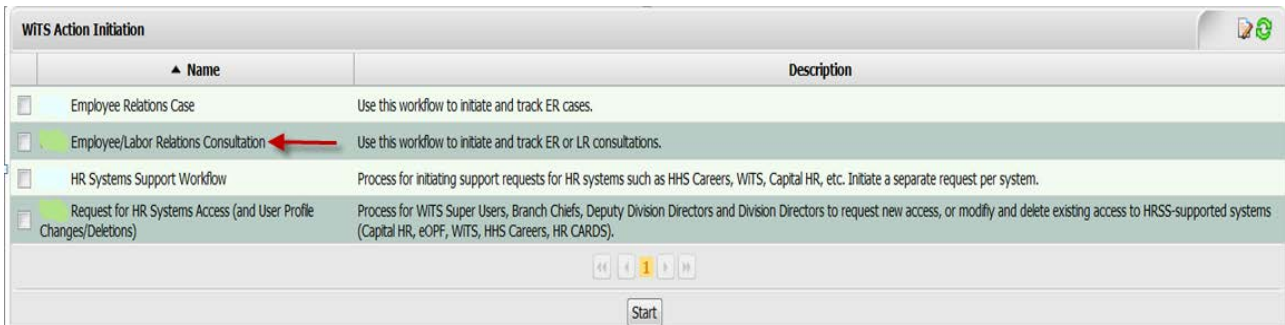 WiTS Action Initiation
▲ Name Description
Employee Relations Case Use this workflow to initiate and track ER cases.
Employee/Labor Relations Consultation Use this workflow to initiate and track ER or LR consultations.
HR Systems Support Workflow Process for initiating support requests for HR systems such as HHS Careers, WiTS, Capital HR, etc. Initiate a separate request per system.
Request for HR Systems Access (and User Profile Process for WiTS Super Users, Branch Chiefs, Deputy Division Directors and Division Directors to request new access, or modifiy and delete existing access to HRSS-supported systems
Changes/Deletions) (Capital HR, eOPF, WiTS, HHS Careers, HR CARDS).
1
Start